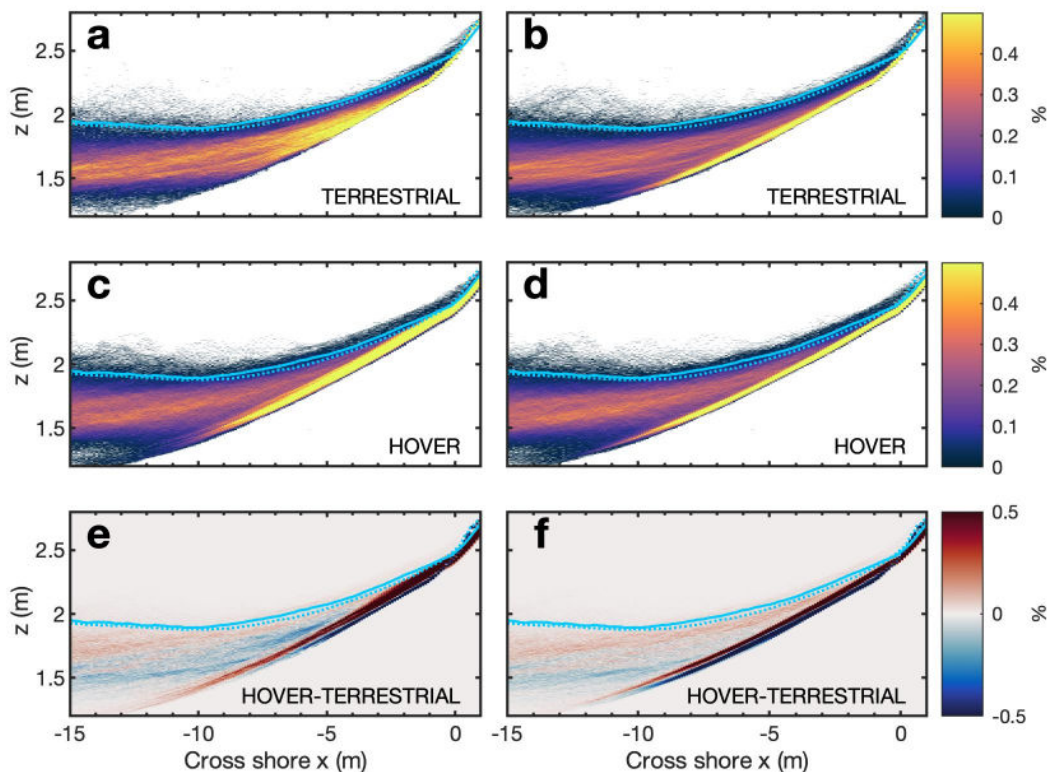 a
b
z (m)
2.5
2
1.5
TERRESTRIAL
TERRESTRIAL
0.4
0.3
0.2
0.1
0
%
c
d
z (m)
2.5
2
1.5
HOVER
HOVER
0.4
0.3
0.2
0.1
0
%
e
f
z (m)
2.5
2
1.5
HOVER-TERRESTRIAL
HOVER-TERRESTRIAL
0.5
0
-0.5
%
-15 -10 -5 0
-15 -10 -5 0
Cross shore x (m)
Cross shore x (m)